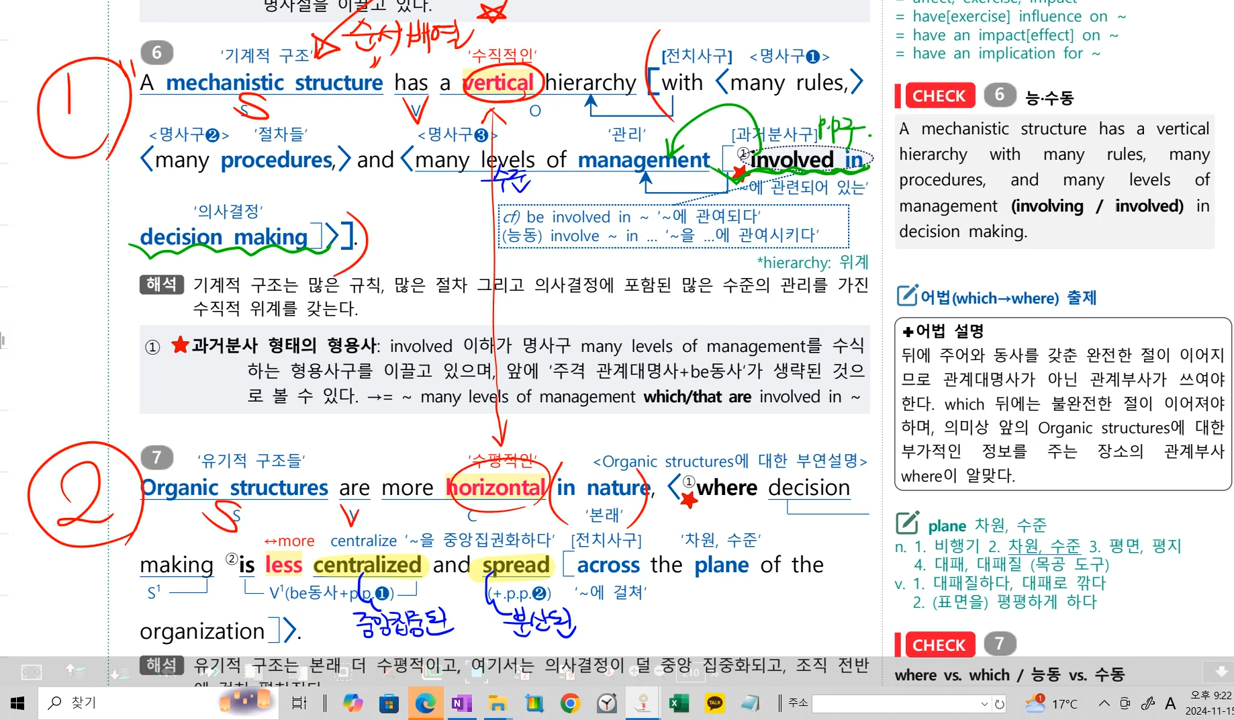 명사절을 이끌고 있다.
순서배열
6
'기계적 구조' '수직적인' [전치사구] <명사구❶>
A mechanistic structure has a vertical hierarchy [with <many rules,>
S V O
1
<명사구❷> '절차들' <명사구❸> '관리' [과거분사구] p.p구.
<many procedures,> and <many levels of management [①involved in
수준 '~에 관련되어 있는'
'의사결정'
decision making]>].
cf) be involved in ~ '~에 관여되다'
(능동) involve ~ in ... '~을 ...에 관여시키다'
*hierarchy: 위계
해석 기계적 구조는 많은 규칙, 많은 절차 그리고 의사결정에 포함된 많은 수준의 관리를 가진
수직적 위계를 갖는다.
① ★과거분사 형태의 형용사: involved 이하가 명사구 many levels of management를 수식
하는 형용사구를 이끌고 있으며, 앞에 '주격 관계대명사+be동사'가 생략된 것으
로 볼 수 있다. →= ~ many levels of management which/that are involved in ~
7
'유기적 구조들' '수평적인' <Organic structures에 대한 부연설명>
Organic structures are more horizontal in nature, <①where decision
S V C '본래'
2
↔more centralize '~을 중앙집권화하다' [전치사구] '차원, 수준'
making ②is less centralized and spread [across the plane of the
S¹ V¹(be동사+p.p.❶) (+.p.p.❷) '~에 걸쳐'
중앙집중된 분산된
organization]>.
해석 유기적 구조는 본래 더 수평적이고, 여기서는 의사결정이 덜 중앙 집중화되고, 조직 전반
= have[exercise] influence on ~
= have an impact[effect] on ~
= have an implication for ~
CHECK 6 능·수동
A mechanistic structure has a vertical
hierarchy with many rules, many
procedures, and many levels of
management (involving / involved) in
decision making.
어법(which→where) 출제
✚어법 설명
뒤에 주어와 동사를 갖춘 완전한 절이 이어지
므로 관계대명사가 아닌 관계부사가 쓰여야
한다. which 뒤에는 불완전한 절이 이어져야
하며, 의미상 앞의 Organic structures에 대한
부가적인 정보를 주는 장소의 관계부사
where이 알맞다.
plane 차원, 수준
n. 1. 비행기 2. 차원, 수준 3. 평면, 평지
4. 대패, 대패질 (목공 도구)
v. 1. 대패질하다, 대패로 깎다
2. (표면을) 평평하게 하다
CHECK 7
where vs. which / 능동 vs. 수동
찾기
주소
17°C
A
오후 9:22
2024-11-15